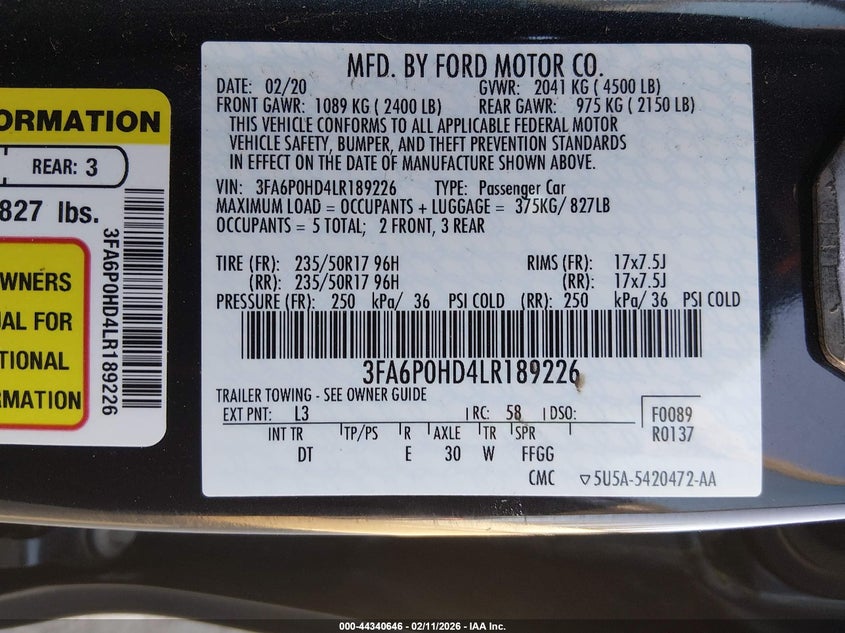 ORMATION
REAR: 3
827 lbs.
WNERS
AL FOR
TIONAL
RMATION
3FA6P0HD4LR189226
MFD. BY FORD MOTOR CO.
DATE: 02/20 GVWR: 2041 KG ( 4500 LB)
FRONT GAWR: 1089 KG ( 2400 LB) REAR GAWR: 975 KG ( 2150 LB)
THIS VEHICLE CONFORMS TO ALL APPLICABLE FEDERAL MOTOR
VEHICLE SAFETY, BUMPER, AND THEFT PREVENTION STANDARDS
IN EFFECT ON THE DATE OF MANUFACTURE SHOWN ABOVE.
VIN: 3FA6P0HD4LR189226 TYPE: Passenger Car
MAXIMUM LOAD = OCCUPANTS + LUGGAGE = 375KG/ 827LB
OCCUPANTS = 5 TOTAL; 2 FRONT, 3 REAR
TIRE (FR): 235/50R17 96H RIMS (FR): 17x7.5J
(RR): 235/50R17 96H (RR): 17x7.5J
PRESSURE (FR): 250 kPa/ 36 PSI COLD (RR): 250 kPa/ 36 PSI COLD
3FA6P0HD4LR189226
TRAILER TOWING - SEE OWNER GUIDE
EXT PNT: L3 RC: 58 DSO: F0089
INT TR TP/PS R AXLE TR SPR R0137
DT E 30 W FFGG
CMC ▽5U5A-5420472-AA
000-44340646 - 02/11/2026 - IAA Inc.